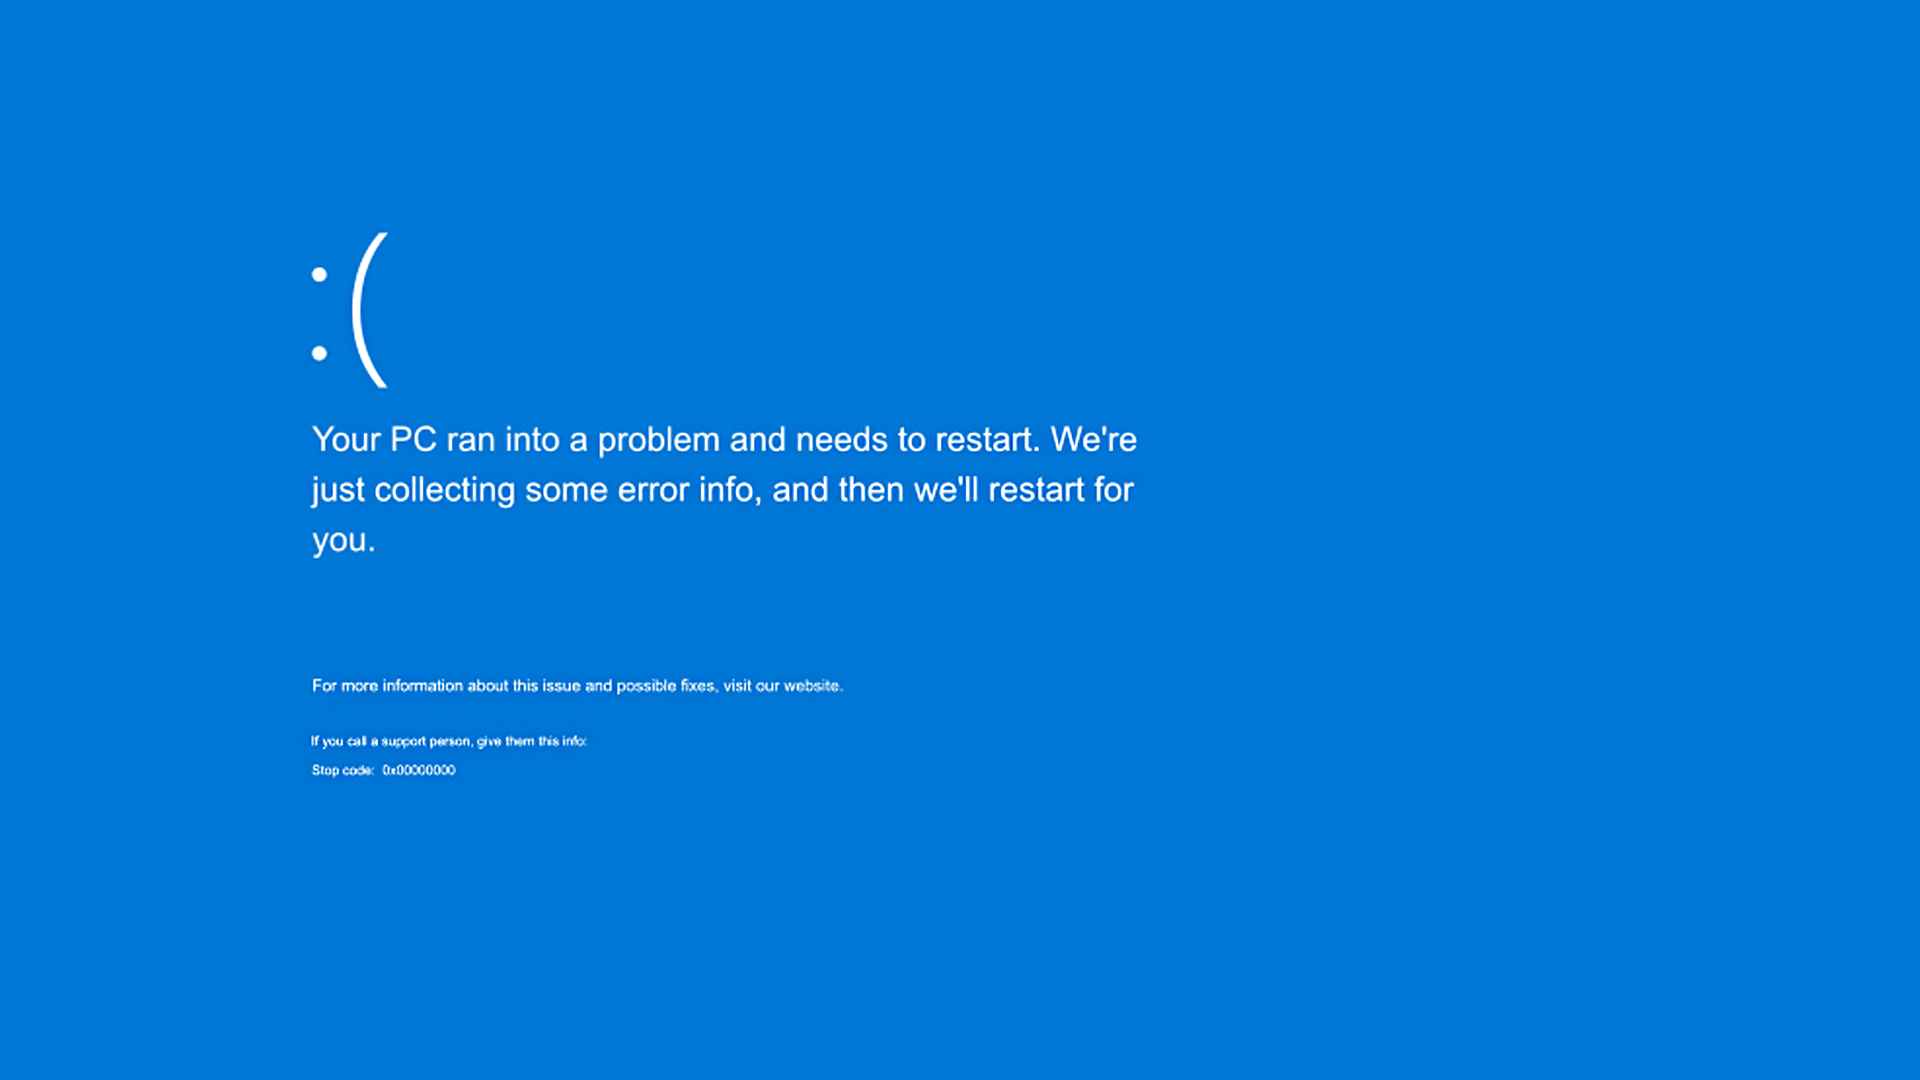 :(
Your PC ran into a problem and needs to restart. We're
just collecting some error info, and then we'll restart for
you.
For more information about this issue and possible fixes, visit our website.
If you call a support person, give them this info:
Stop code: 0x00000000